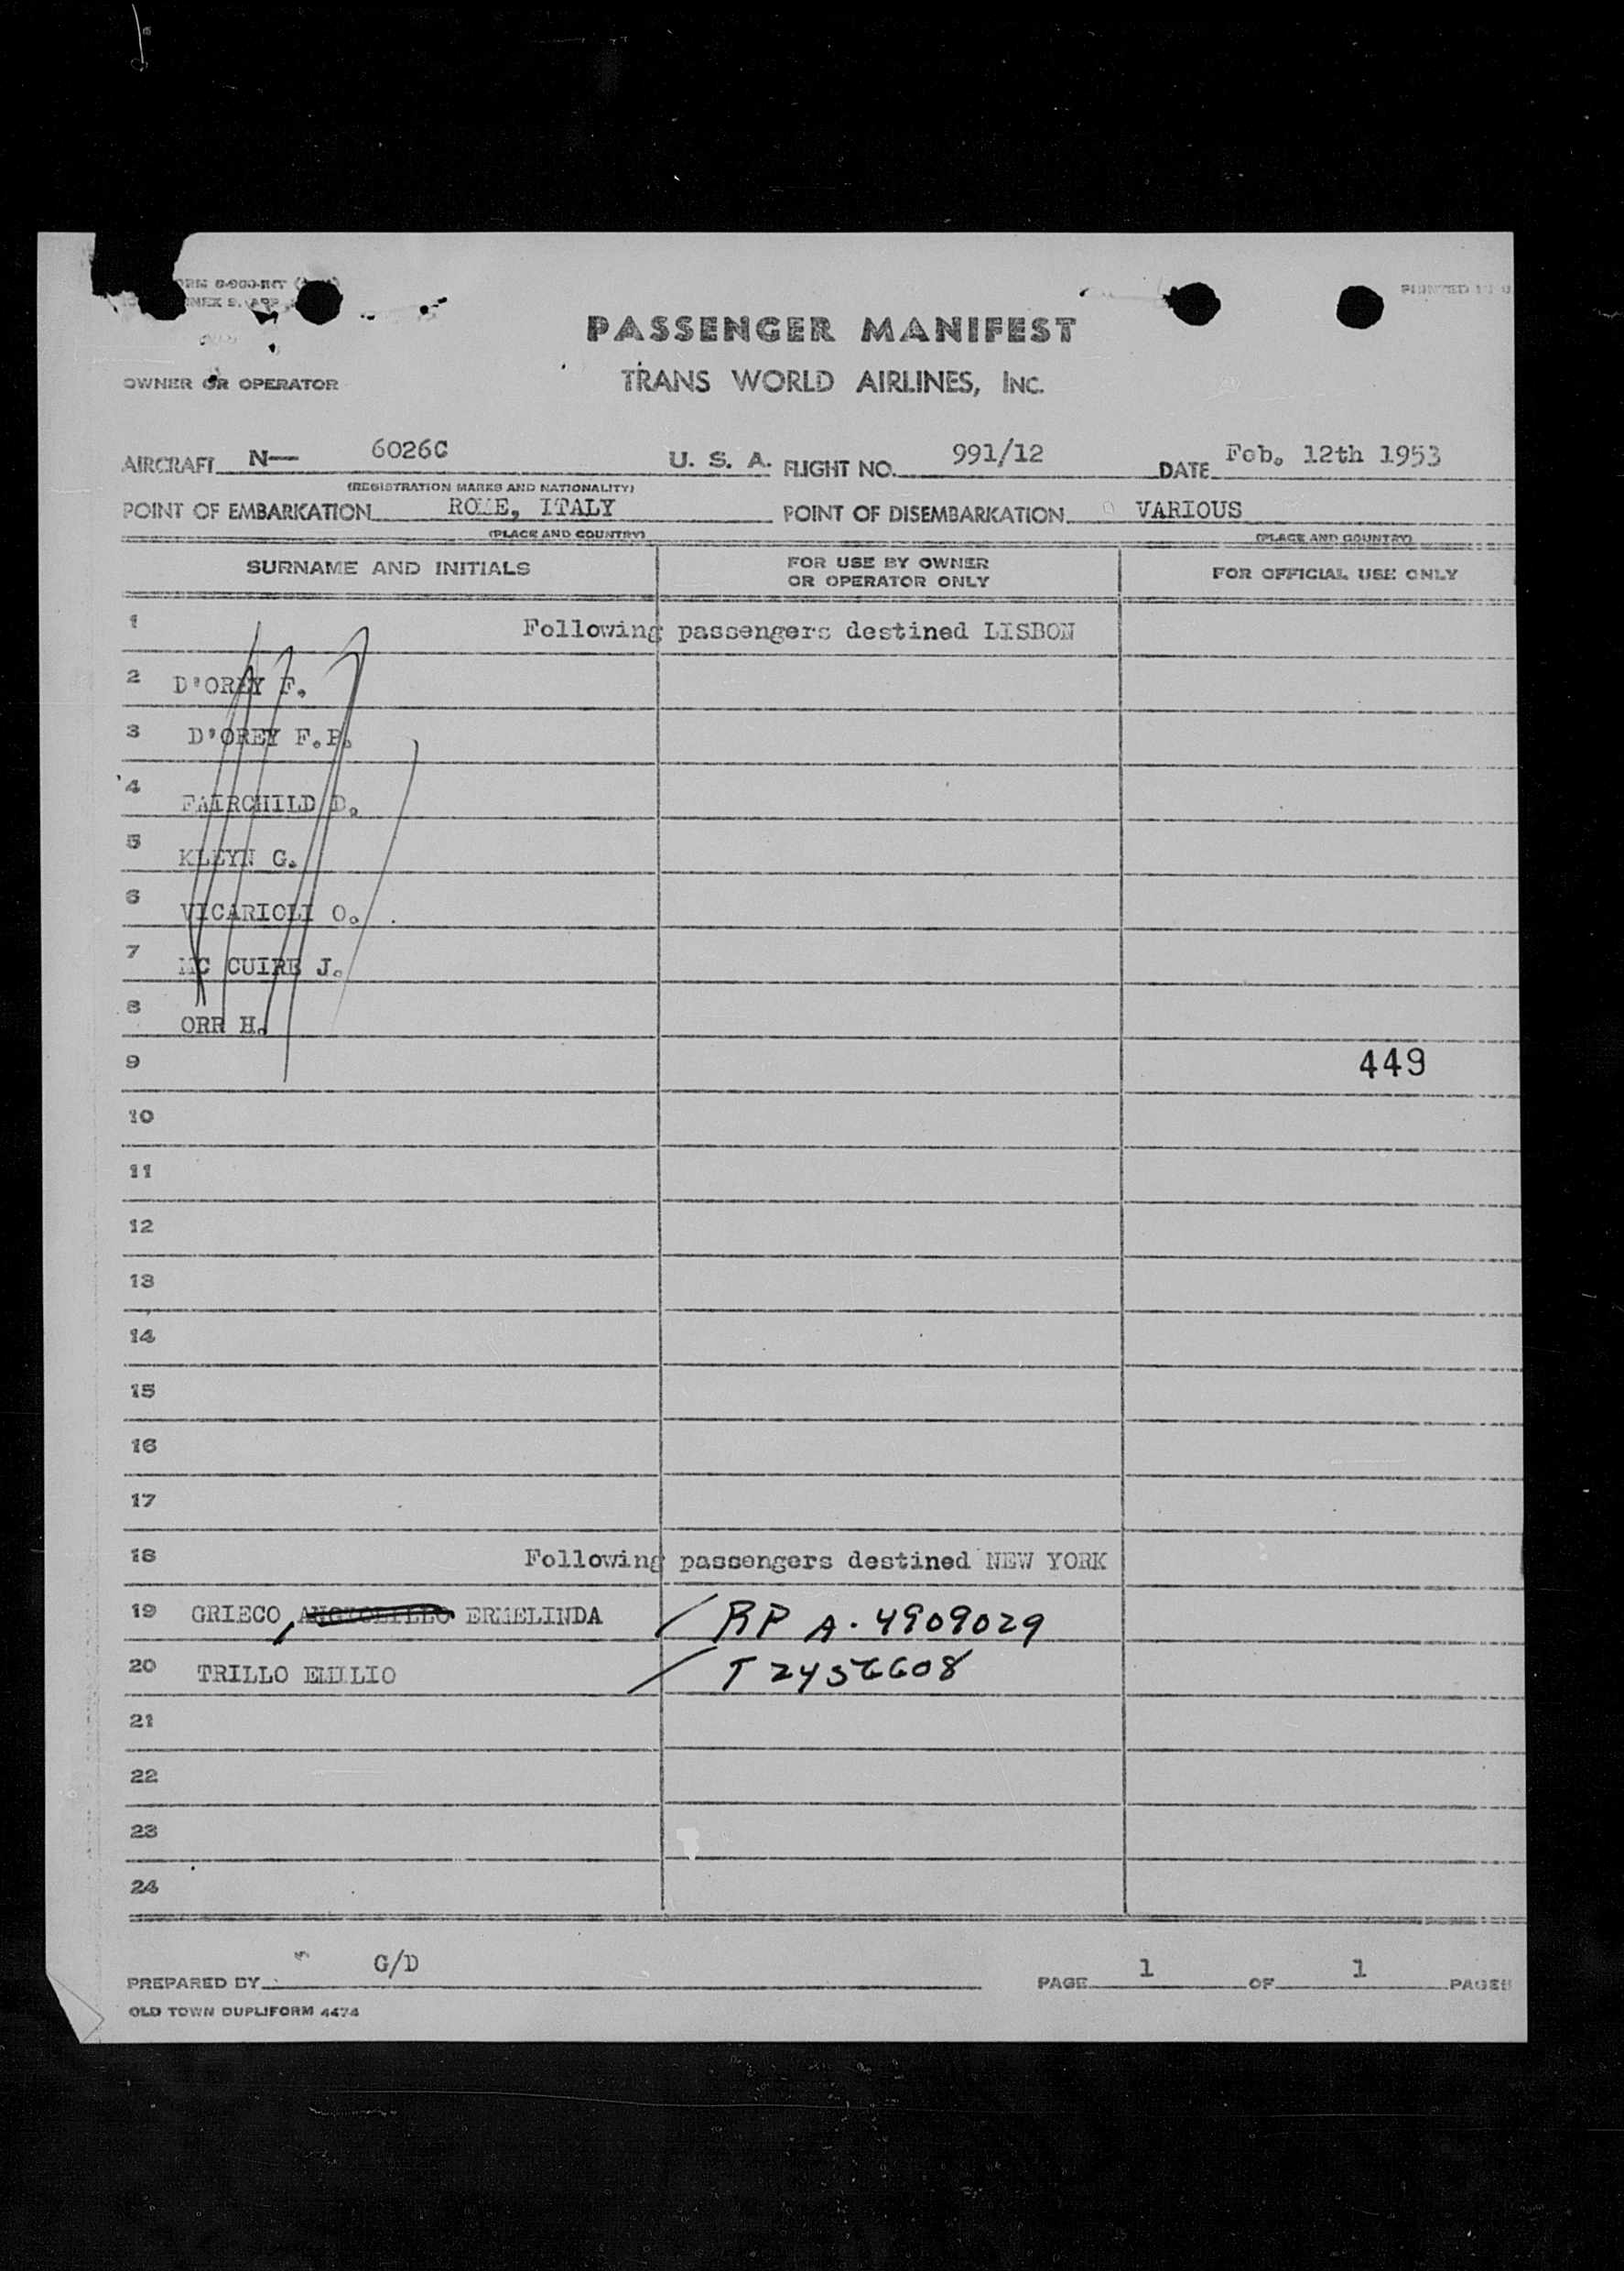 PASSENGER MANIFEST
OWNER OR OPERATOR TRANS WORLD AIRLINES, INC.
AIRCRAFT N— 6026C U. S. A. FLIGHT NO. 991/12 DATE Feb. 12th 1953
(REGISTRATION MARKS AND NATIONALITY)
POINT OF EMBARKATION ROME, ITALY POINT OF DISEMBARKATION VARIOUS
(PLACE AND COUNTRY) (PLACE AND COUNTRY)
SURNAME AND INITIALS FOR USE BY OWNER OR OPERATOR ONLY FOR OFFICIAL USE ONLY
1 Following passengers destined LISBON
2 D'OREY F.
3 D'OREY F.P.
4 FAIRCHILD D.
5 KLEYN G.
6 VICARIOLI O.
7 MC CUIRE J.
8 ORR H.
9 449
10
11
12
13
14
15
16
17
18 Following passengers destined NEW YORK
19 GRIECO, ERMELINDA / RP A-4909029
20 TRILLO EMILIO / T 2456608
21
22
23
24
PREPARED BY G/D PAGE 1 OF 1 PAGES
OLD TOWN DUPLIFORM 4474